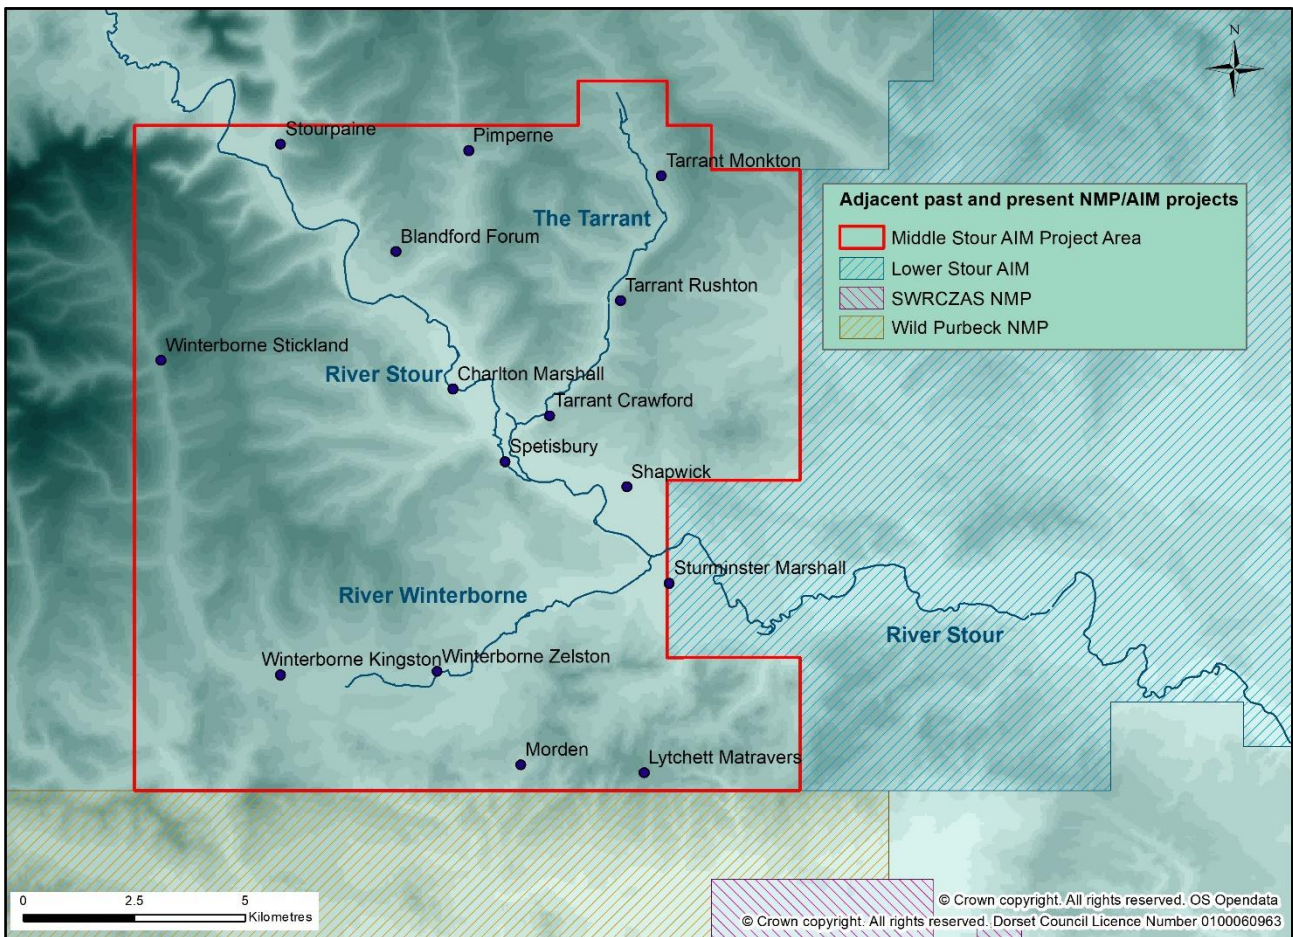 N
Stourpaine
Pimperne
Tarrant Monkton
The Tarrant
Blandford Forum
Tarrant Rushton
Winterborne Stickland
River Stour
Charlton Marshall
Tarrant Crawford
Spetisbury
Shapwick
Sturminster Marshall
River Winterborne
River Stour
Winterborne Kingston
Winterborne Zelston
Morden
Lytchett Matravers
Adjacent past and present NMP/AIM projects
Middle Stour AIM Project Area
Lower Stour AIM
SWRCZAS NMP
Wild Purbeck NMP
0 2.5 5
Kilometres
© Crown copyright. All rights reserved. OS Opendata
© Crown copyright. All rights reserved. Dorset Council Licence Number 0100060963